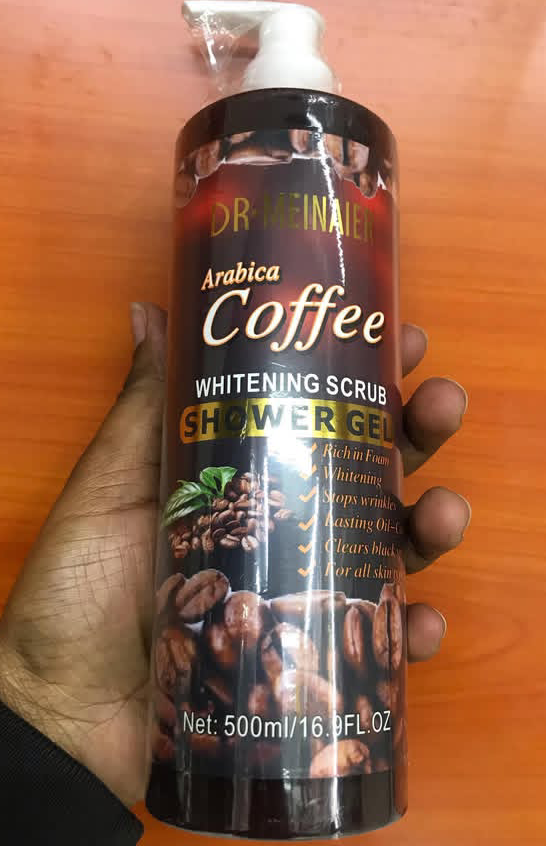 DR·MEINAIER
Arabica
Coffee
WHITENING SCRUB
SHOWER GEL
Rich in Foam
Whitening
Stops wrinkles
Lasting Oil-
Clears black
For all skin
Net: 500ml/16.9FL.OZ